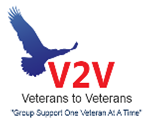 V2V
Veterans to Veterans
"Group Support One Veteran At A Time"